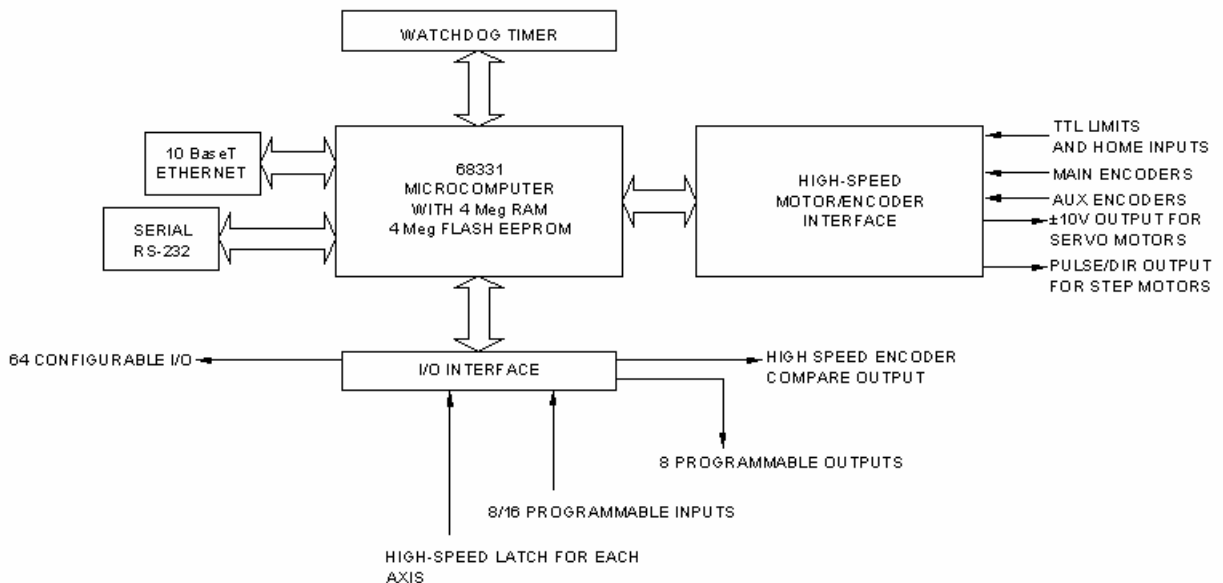 WATCHDOG TIMER
10 BaseT
ETHERNET
SERIAL
RS-232
68331
MICROCOMPUTER
WITH 4 Meg RAM
4 Meg FLASH EEPROM
HIGH-SPEED
MOTOR/ENCODER
INTERFACE
TTL LIMITS
AND HOME INPUTS
MAIN ENCODERS
AUX ENCODERS
±10V OUTPUT FOR
SERVO MOTORS
PULSE/DIR OUTPUT
FOR STEP MOTORS
64 CONFIGURABLE I/O
I/O INTERFACE
HIGH SPEED ENCODER
COMPARE OUTPUT
8 PROGRAMMABLE OUTPUTS
8/16 PROGRAMMABLE INPUTS
HIGH-SPEED LATCH FOR EACH
AXIS